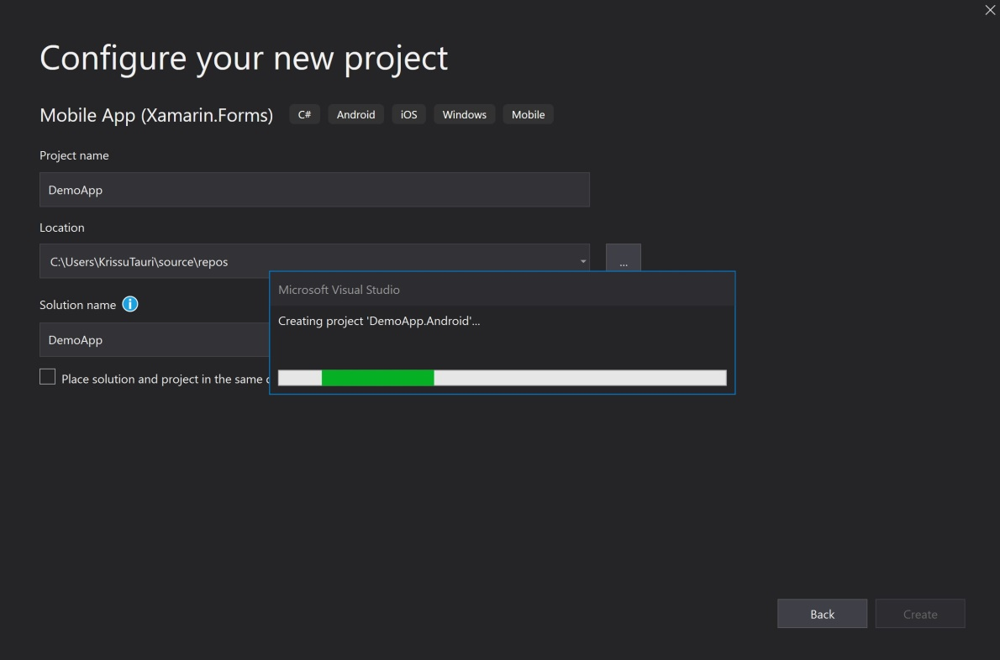 Configure your new project
Mobile App (Xamarin.Forms) C# Android iOS Windows Mobile
Project name
DemoApp
Location
C:\Users\KrissuTauri\source\repos
...
Microsoft Visual Studio
Solution name
Creating project 'DemoApp.Android'...
DemoApp
Place solution and project in the same
Back Create